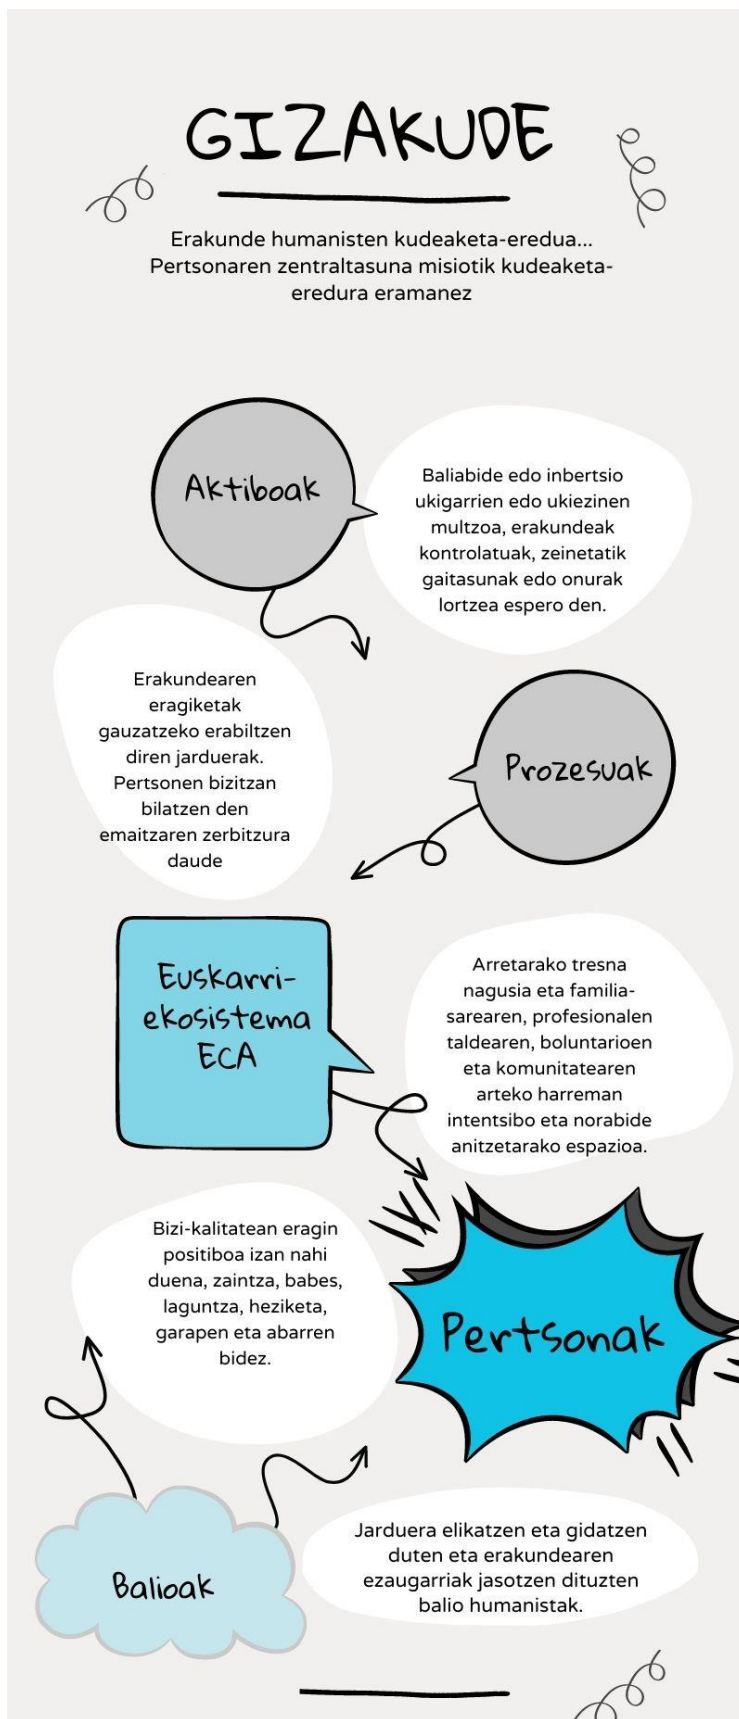 GIZAKUDE
Erakunde humanisten kudeaketa-eredua...
Pertsonaren zentraltasuna misiotik kudeaketa-
eredura eramanez
Aktiboak
Baliabide edo inbertsio
ukigarrien edo ukiezinen
multzoa, erakundeak
kontrolatuak, zeinetatik
gaitasunak edo onurak
lortzea espero den.
Erakundearen
eragiketak
gauzatzeko erabiltzen
diren jarduerak.
Pertsonen bizitzan
bilatzen den
emaitzaren zerbitzura
daude
Prozesuak
Euskarri-
ekosistema
ECA
Arretarako tresna
nagusia eta familia-
sarearen, profesionalen
taldearen, boluntarioen
eta komunitatearen
arteko harreman
intentsibo eta norabide
anitzetarako espazioa.
Bizi-kalitatean eragin
positiboa izan nahi
duena, zaintza, babes,
laguntza, heziketa,
garapen eta abarren
bidez.
Pertsonak
Balioak
Jarduera elikatzen eta gidatzen
duten eta erakundearen
ezaugarriak jasotzen dituzten
balio humanistak.